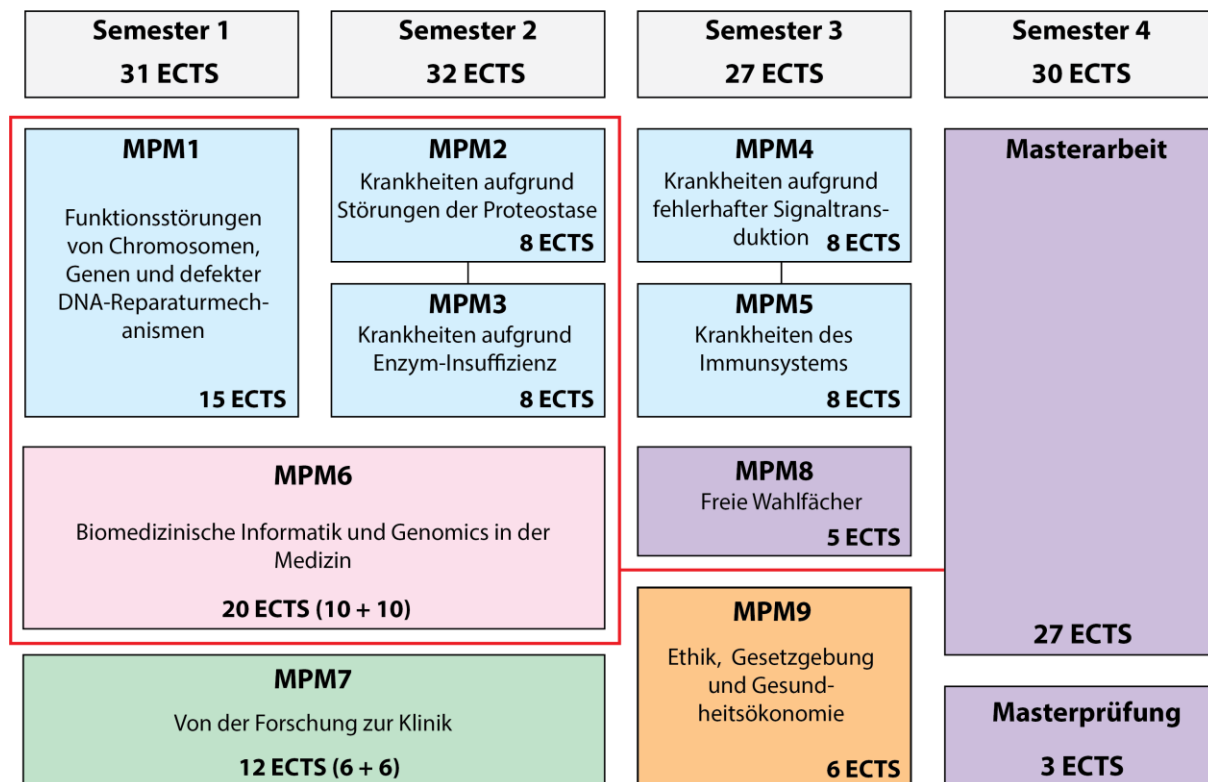 Semester 1
31 ECTS
Semester 2
32 ECTS
Semester 3
27 ECTS
Semester 4
30 ECTS
MPM1
Funktionsstörungen
von Chromosomen,
Genen und defekter
DNA-Reparaturmech-
anismen
15 ECTS
MPM2
Krankheiten aufgrund
Störungen der Proteostase
8 ECTS
MPM3
Krankheiten aufgrund
Enzym-Insuffizienz
8 ECTS
MPM4
Krankheiten aufgrund
fehlerhafter Signaltrans-
duktion 8 ECTS
MPM5
Krankheiten des
Immunsystems
8 ECTS
Masterarbeit
27 ECTS
MPM6
Biomedizinische Informatik und Genomics in der
Medizin
20 ECTS (10 + 10)
MPM8
Freie Wahlfächer
5 ECTS
MPM7
Von der Forschung zur Klinik
12 ECTS (6 + 6)
MPM9
Ethik, Gesetzgebung
und Gesund-
heitsökonomie
6 ECTS
Masterprüfung
3 ECTS